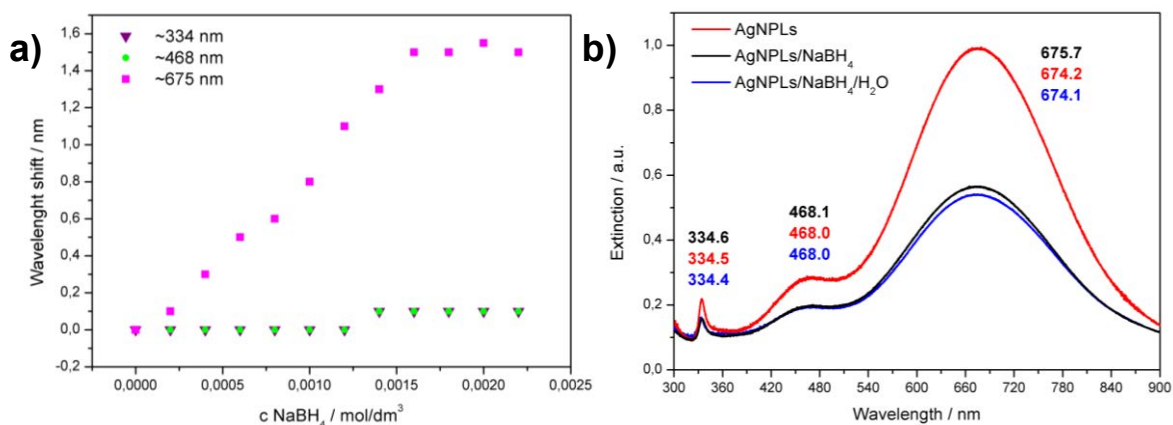 a)
~334 nm
~468 nm
~675 nm
Wavelenght shift / nm
1,6
1,4
1,2
1,0
0,8
0,6
0,4
0,2
0,0
-0,2
0,0000 0,0005 0,0010 0,0015 0,0020 0,0025
c NaBH4 / mol/dm3
b)
AgNPLs
AgNPLs/NaBH4
AgNPLs/NaBH4/H2O
675.7
674.2
674.1
468.1
468.0
468.0
334.6
334.5
334.4
Extinction / a.u.
1,0
0,8
0,6
0,4
0,2
0,0
300 360 420 480 540 600 660 720 780 840 900
Wavelength / nm